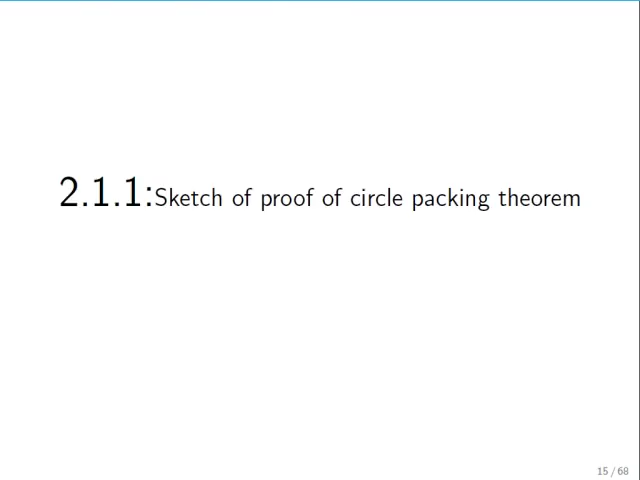 2.1.1:Sketch of proof of circle packing theorem
15 / 68